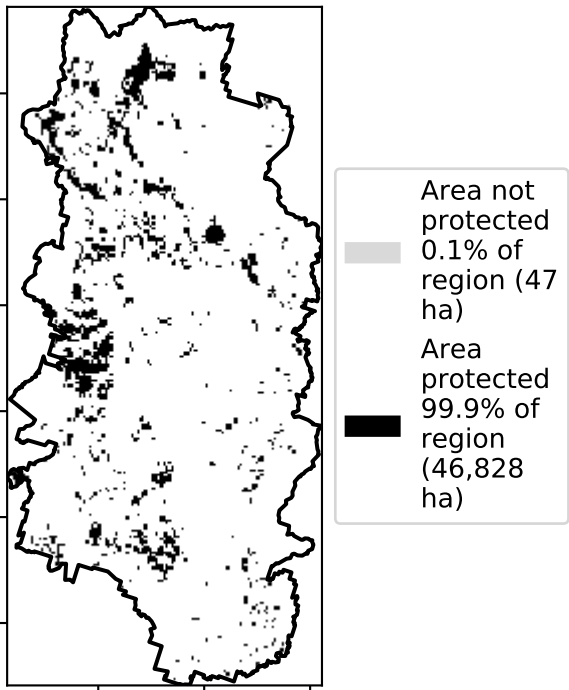 Area not
protected
0.1% of
region (47
ha)
Area
protected
99.9% of
region
(46,828
ha)